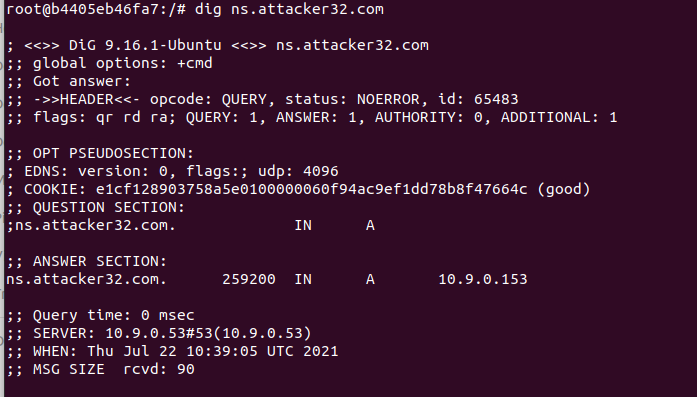 root@b4405eb46fa7:/# dig ns.attacker32.com
; <<>> DiG 9.16.1-Ubuntu <<>> ns.attacker32.com
;; global options: +cmd
;; Got answer:
;; ->>HEADER<<- opcode: QUERY, status: NOERROR, id: 65483
;; flags: qr rd ra; QUERY: 1, ANSWER: 1, AUTHORITY: 0, ADDITIONAL: 1
;; OPT PSEUDOSECTION:
; EDNS: version: 0, flags:; udp: 4096
; COOKIE: e1cf128903758a5e0100000060f94ac9ef1dd78b8f47664c (good)
;; QUESTION SECTION:
;ns.attacker32.com. IN A
;; ANSWER SECTION:
ns.attacker32.com. 259200 IN A 10.9.0.153
;; Query time: 0 msec
;; SERVER: 10.9.0.53#53(10.9.0.53)
;; WHEN: Thu Jul 22 10:39:05 UTC 2021
;; MSG SIZE rcvd: 90